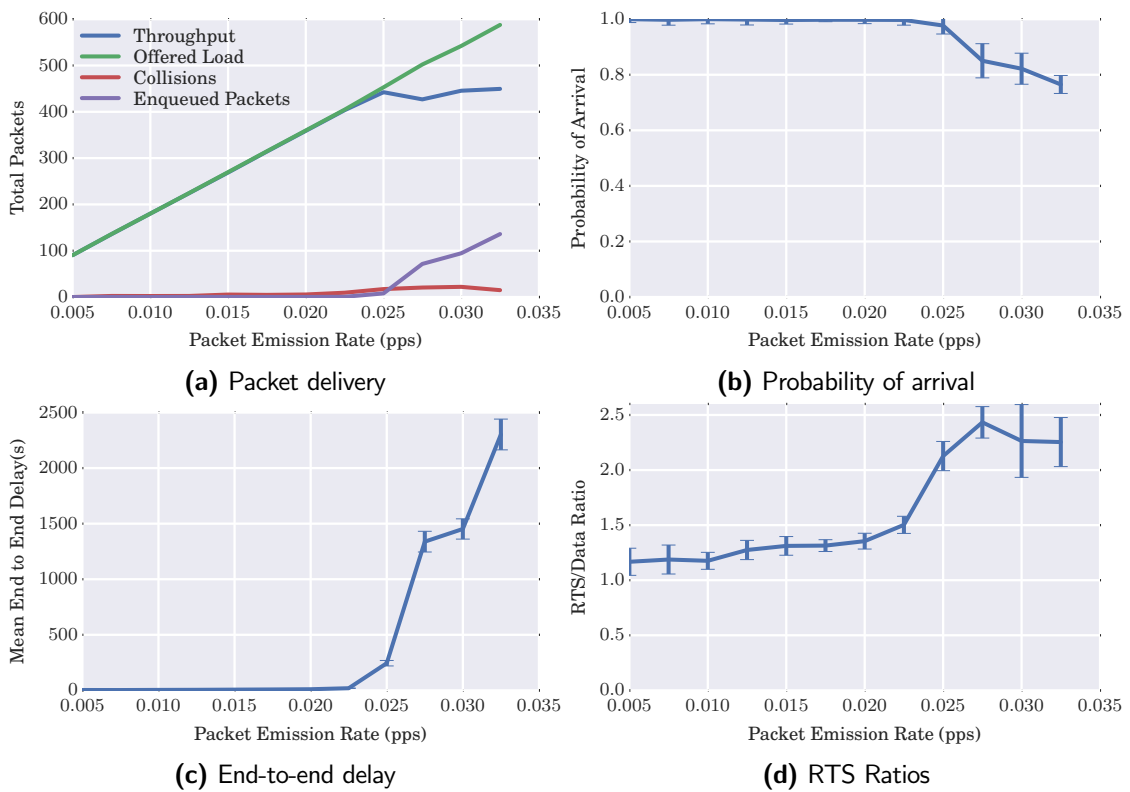 600
500
400
300
200
100
0
Total Packets
Throughput
Offered Load
Collisions
Enqueued Packets
0.005 0.010 0.015 0.020 0.025 0.030 0.035
Packet Emission Rate (pps)
(a) Packet delivery
1.0
0.8
0.6
0.4
0.2
0.0
Probability of Arrival
0.005 0.010 0.015 0.020 0.025 0.030 0.035
Packet Emission Rate (pps)
(b) Probability of arrival
2500
2000
1500
1000
500
0
Mean End to End Delay(s)
0.005 0.010 0.015 0.020 0.025 0.030 0.035
Packet Emission Rate (pps)
(c) End-to-end delay
2.5
2.0
1.5
1.0
0.5
0.0
RTS/Data Ratio
0.005 0.010 0.015 0.020 0.025 0.030 0.035
Packet Emission Rate (pps)
(d) RTS Ratios